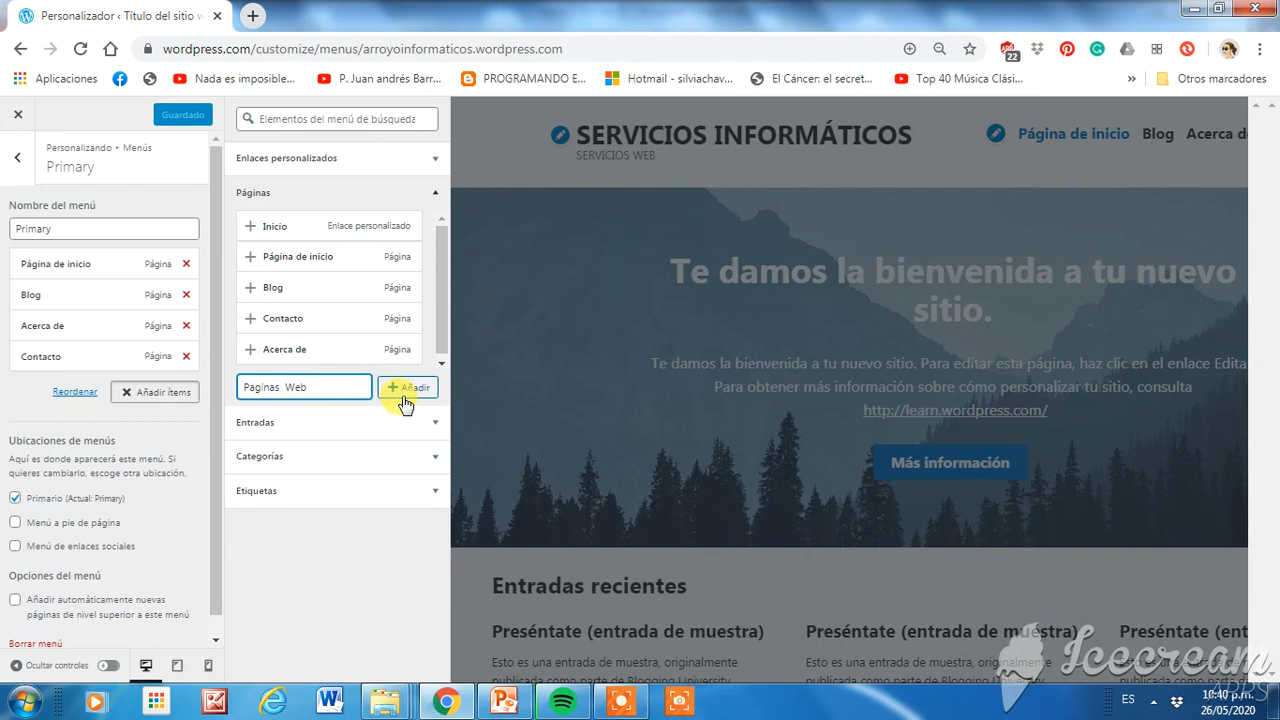 Personalizador ‹ Título del sitio w
wordpress.com/customize/menus/arroyoinformaticos.wordpress.com
22
Aplicaciones
Nada es imposible...
P. Juan andrés Barr...
PROGRAMANDO E...
Hotmail - silviachav...
El Cáncer: el secret...
Top 40 Música Clási...
»
Otros marcadores
Guardado
Personalizando ▸ Menús
Primary
Nombre del menú
Primary
Página de inicio Página
Blog Página
Acerca de Página
Contacto Página
Reordenar Añadir ítems
Ubicaciones de menús
Aquí es donde aparecerá este menú. Si
quieres cambiarlo, escoge otra ubicación.
Primario (Actual: Primary)
Menú a pie de página
Menú de enlaces sociales
Opciones del menú
Añadir automáticamente nuevas
páginas de nivel superior a este menú
Borrar menú
Ocultar controles
Elementos del menú de búsqueda
Enlaces personalizados
Páginas
Inicio Enlace personalizado
Página de inicio Página
Blog Página
Contacto Página
Acerca de Página
Paginas Web Añadir
Entradas
Categorías
Etiquetas
SERVICIOS INFORMÁTICOS
SERVICIOS WEB
Página de inicio Blog Acerca de
Te damos la bienvenida a tu nuevo
sitio.
Te damos la bienvenida a tu nuevo sitio. Para editar esta página, haz clic en el enlace Edita
Para obtener más información sobre cómo personalizar tu sitio, consulta
http://learn.wordpress.com/
Más información
Entradas recientes
Preséntate (entrada de muestra) Preséntate (entrada de muestra) Preséntate (ent
Esto es una entrada de muestra, originalmente
publicada como parte de Blogging University.
Icecream
APPS
ES
10:40 p.m.
26/05/2020